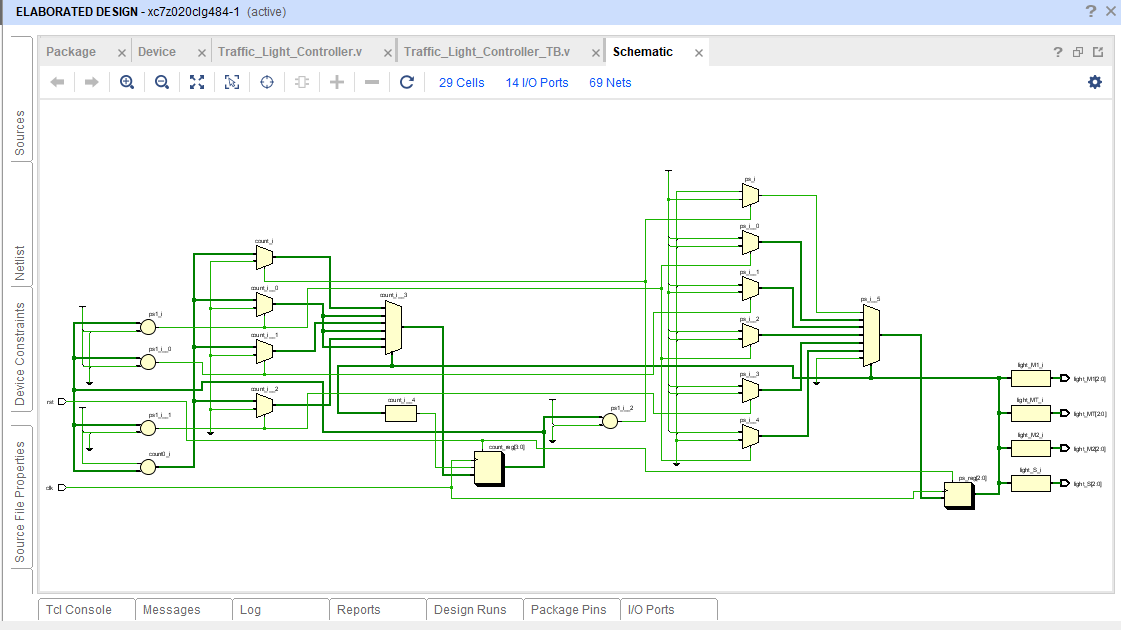 ELABORATED DESIGN - xc7z020clg484-1 (active)
Package
Device
Traffic_Light_Controller.v
Traffic_Light_Controller_TB.v
Schematic
29 Cells
14 I/O Ports
69 Nets
Sources
Netlist
Device Constraints
Source File Properties
ps_i
ps_i__0
count_i
ps_i__1
count_i__0
count_i__3
ps_i__5
ps1_i
ps_i__2
count_i__1
ps1_i__0
light_M1_i
ps_i__3
light_M1[2:0]
count_i__2
rst
count_i__4
light_MT_i
ps1_i__2
ps1_i__1
light_MT[2:0]
ps_i__4
light_M2_i
count_reg[3:0]
light_M2[2:0]
count0_i
light_S_i
ps_reg[2:0]
light_S[2:0]
clk
Tcl Console
Messages
Log
Reports
Design Runs
Package Pins
I/O Ports